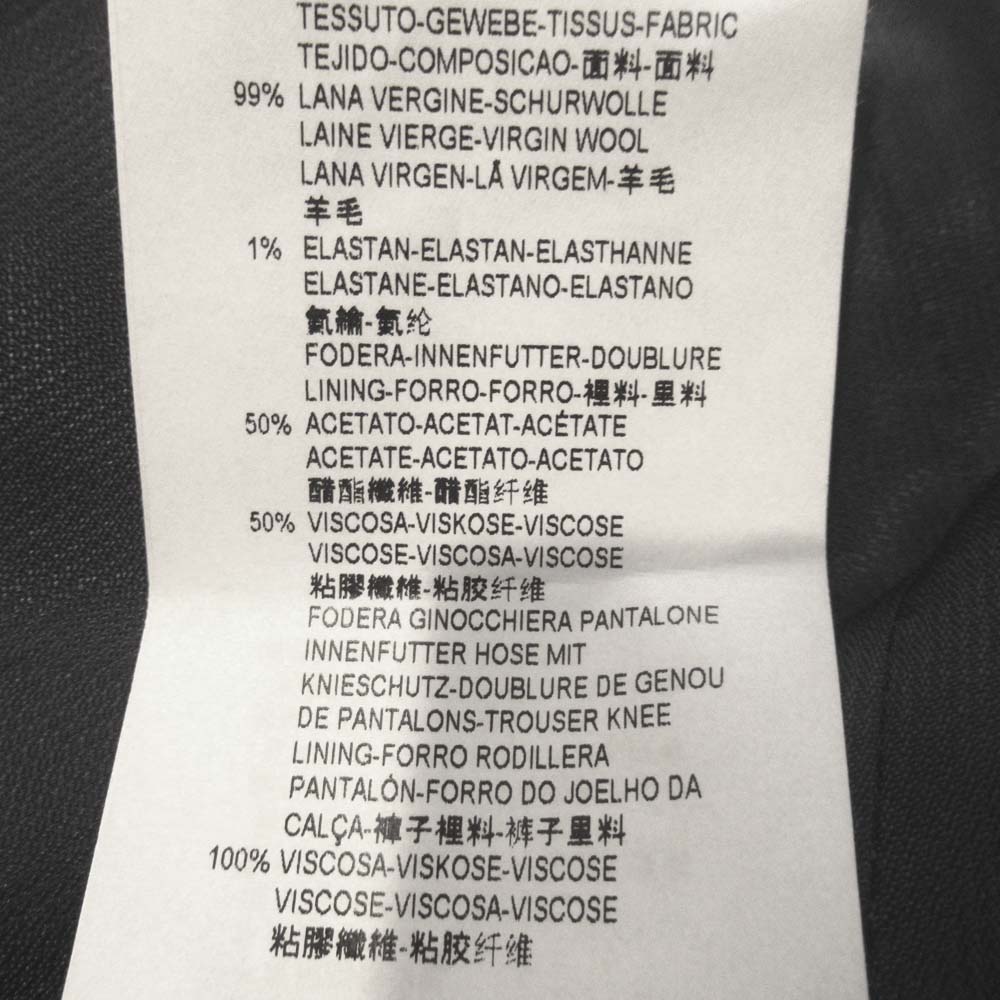 TESSUTO-GEWEBE-TISSUS-FABRIC
TEJIDO-COMPOSICAO-面料-面料
99% LANA VERGINE-SCHURWOLLE
LAINE VIERGE-VIRGIN WOOL
LANA VIRGEN-LÃ VIRGEM-羊毛
羊毛
1% ELASTAN-ELASTAN-ELASTHANNE
ELASTANE-ELASTANO-ELASTANO
氨綸-氨纶
FODERA-INNENFUTTER-DOUBLURE
LINING-FORRO-FORRO-裡料-里料
50% ACETATO-ACETAT-ACÉTATE
ACETATE-ACETATO-ACETATO
醋酯纖維-醋酯纤维
50% VISCOSA-VISKOSE-VISCOSE
VISCOSE-VISCOSA-VISCOSE
粘膠纖維-粘胶纤维
FODERA GINOCCHIERA PANTALONE
INNENFUTTER HOSE MIT
KNIESCHUTZ-DOUBLURE DE GENOU
DE PANTALONS-TROUSER KNEE
LINING-FORRO RODILLERA
PANTALÓN-FORRO DO JOELHO DA
CALÇA-褲子裡料-裤子里料
100% VISCOSA-VISKOSE-VISCOSE
VISCOSE-VISCOSA-VISCOSE
粘膠纖維-粘胶纤维